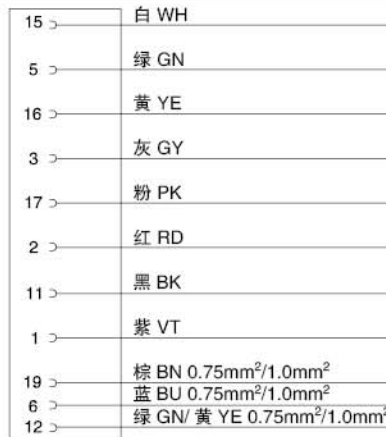 15 白 WH
5 绿 GN
16 黄 YE
3 灰 GY
17 粉 PK
2 红 RD
11 黑 BK
1 紫 VT
19 棕 BN 0.75mm²/1.0mm²
6 蓝 BU 0.75mm²/1.0mm²
12 绿 GN/ 黄 YE 0.75mm²/1.0mm²